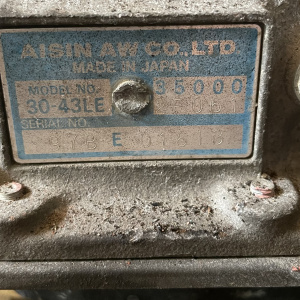 AISIN AW CO., LTD.
MADE IN JAPAN
MODEL NO. 35000
30-43LE
SERIAL NO.
E